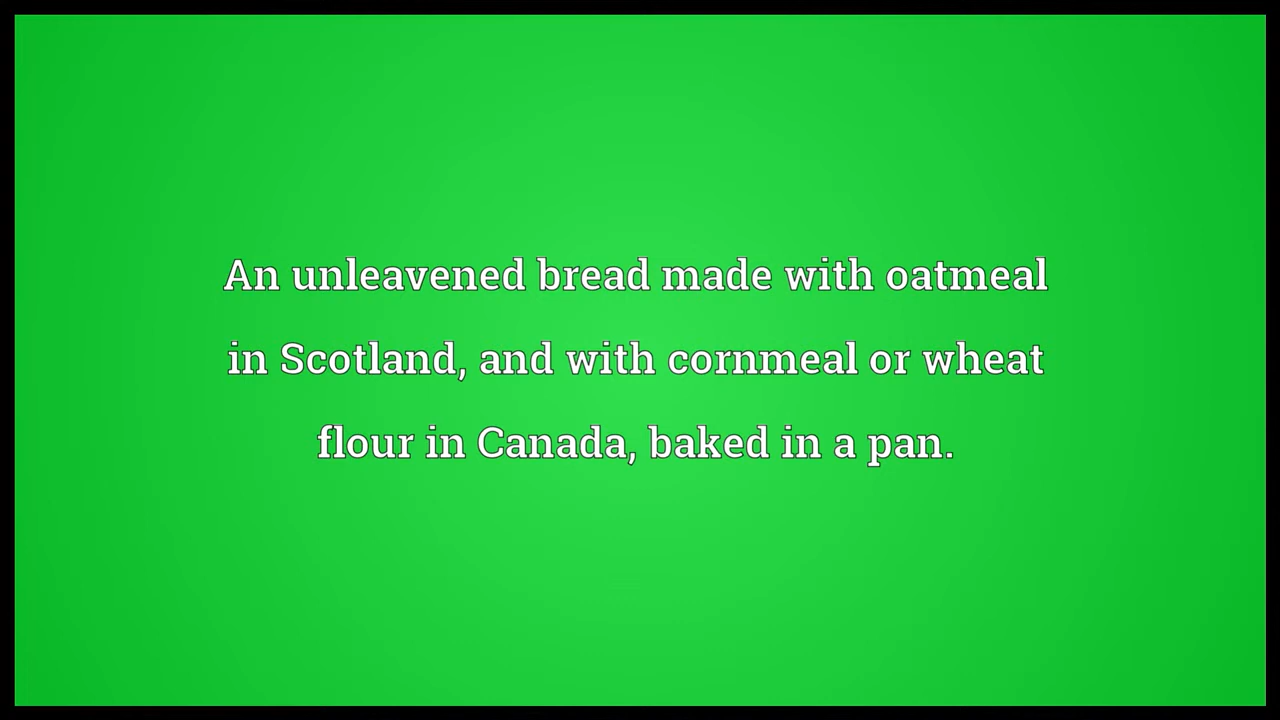 An unleavened bread made with oatmeal
in Scotland, and with cornmeal or wheat
flour in Canada, baked in a pan.